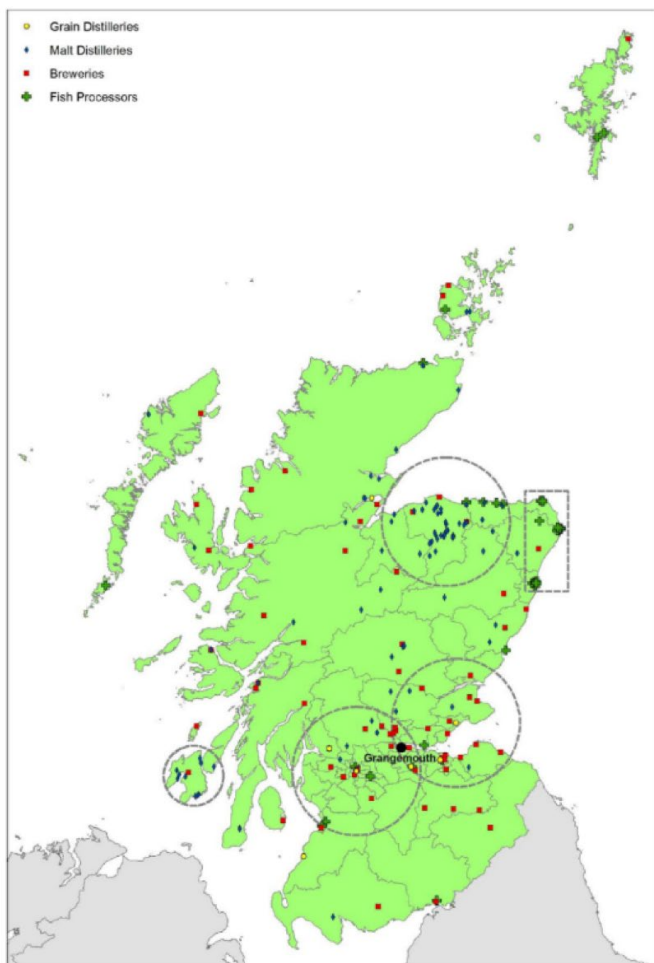 Grain Distilleries
Malt Distilleries
Breweries
Fish Processors
Grangemouth